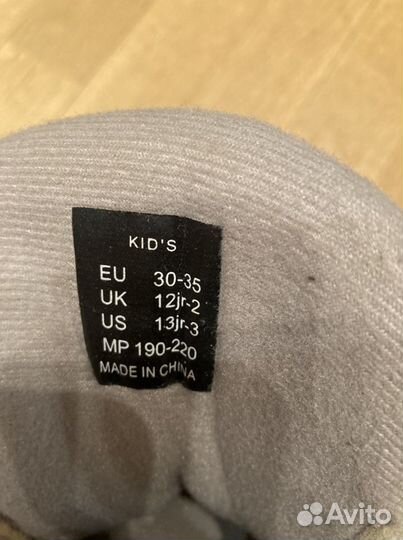 KID'S
EU 30-35
UK 12jr-2
US 13jr-3
MP 190-220
MADE IN CHINA
Avito